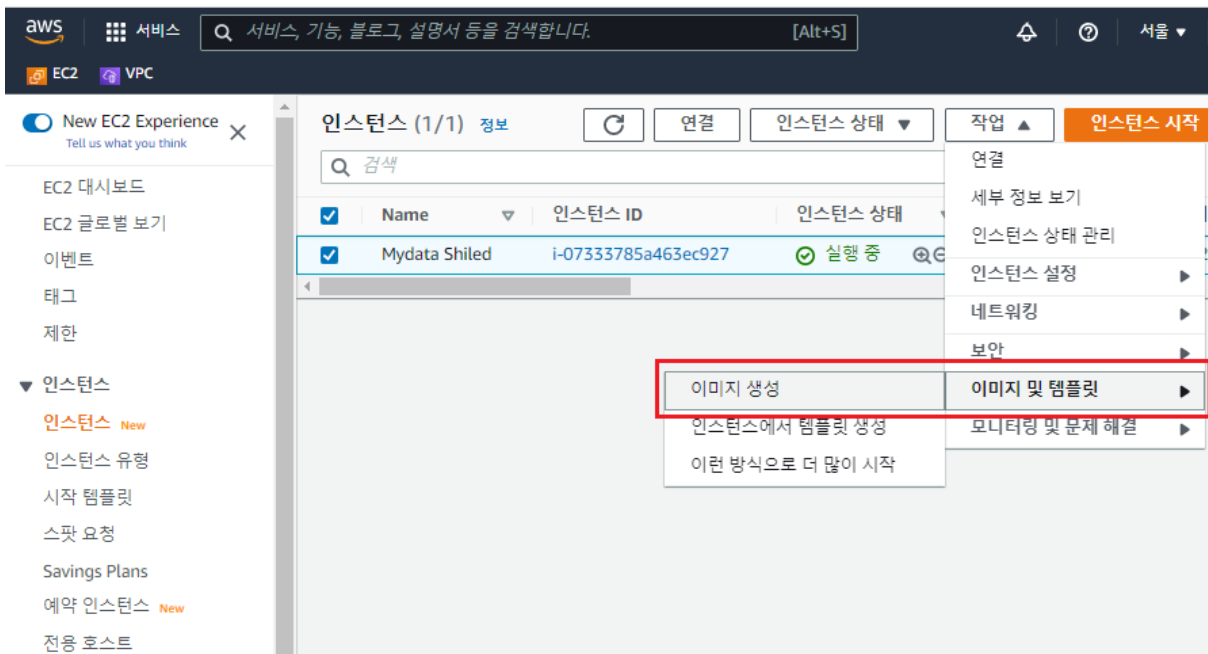 aws
서비스
서비스, 기능, 블로그, 설명서 등을 검색합니다.
[Alt+S]
서울
EC2
VPC
New EC2 Experience
Tell us what you think
EC2 대시보드
EC2 글로벌 보기
이벤트
태그
제한
인스턴스
인스턴스 New
인스턴스 유형
시작 템플릿
스팟 요청
Savings Plans
예약 인스턴스 New
전용 호스트
인스턴스 (1/1) 정보
연결
인스턴스 상태
작업
인스턴스 시작
검색
Name
인스턴스 ID
인스턴스 상태
Mydata Shiled
i-07333785a463ec927
실행 중
연결
세부 정보 보기
인스턴스 상태 관리
인스턴스 설정
네트워킹
보안
이미지 및 템플릿
모니터링 및 문제 해결
이미지 생성
인스턴스에서 템플릿 생성
이런 방식으로 더 많이 시작